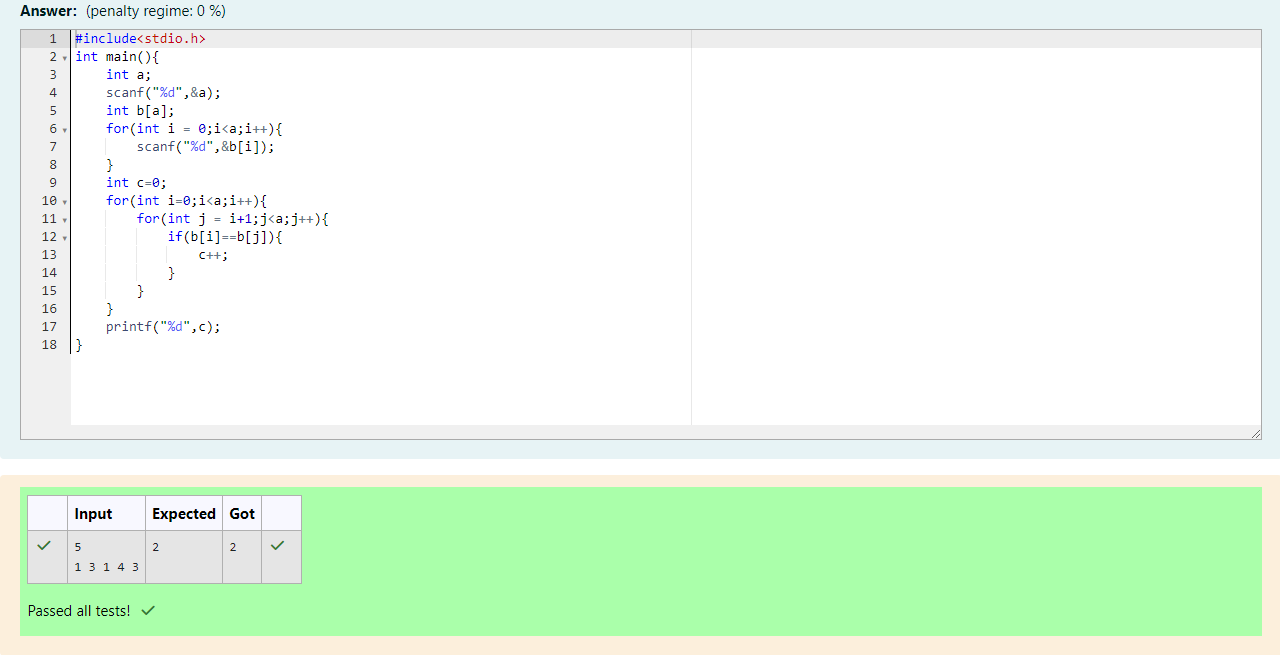 Answer: (penalty regime: 0 %)
1 #include<stdio.h>
2 int main(){
3     int a;
4     scanf("%d",&a);
5     int b[a];
6     for(int i = 0;i<a;i++){
7         scanf("%d",&b[i]);
8     }
9     int c=0;
10     for(int i=0;i<a;i++){
11         for(int j = i+1;j<a;j++){
12             if(b[i]==b[j]){
13                 c++;
14             }
15         }
16     }
17     printf("%d",c);
18 }
Input Expected Got
5 2 2
1 3 1 4 3
Passed all tests!